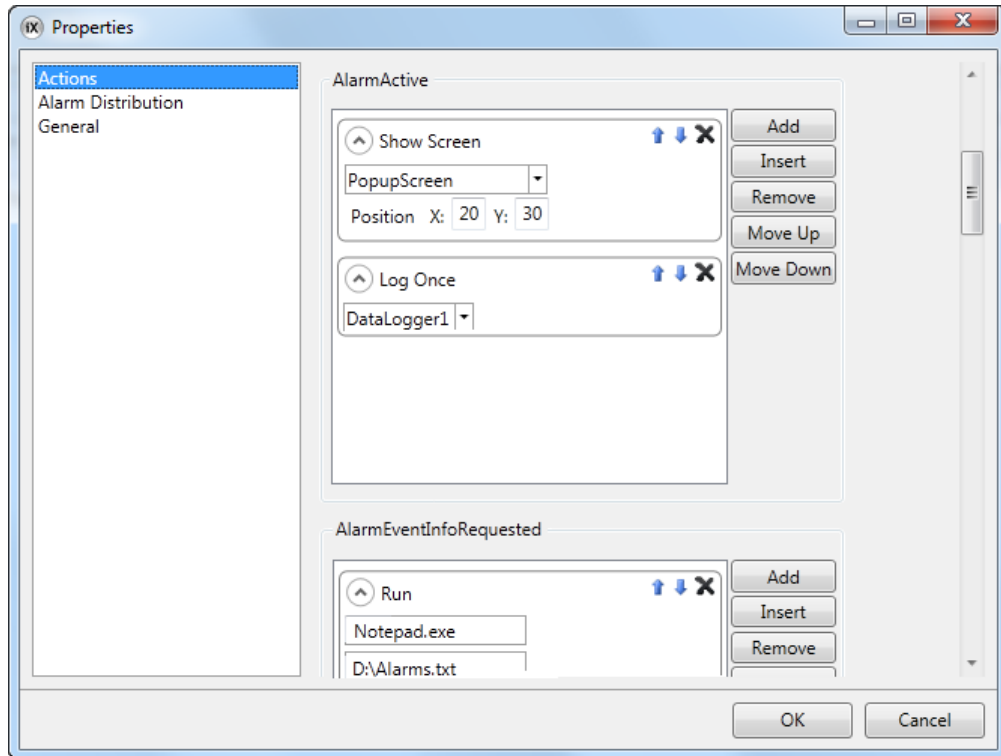 iX Properties
Actions
Alarm Distribution
General
AlarmActive
Show Screen
PopupScreen
Position X: 20 Y: 30
Log Once
DataLogger1
Add
Insert
Remove
Move Up
Move Down
AlarmEventInfoRequested
Run
Notepad.exe
D:\Alarms.txt
Add
Insert
Remove
OK Cancel